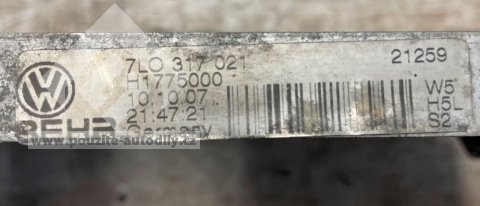 7L0 317 021 21259
H1775000
10.10.07 W5
21:47:21 H5L
BEHR Germany S2
www.pouzite-autodily.cz